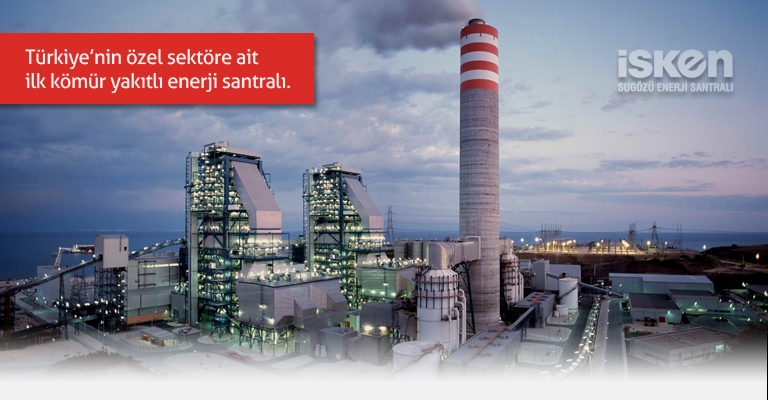 Türkiye'nin özel sektöre ait
ilk kömür yakıtlı enerji santralı.
isken
SUGÖZÜ ENERJİ SANTRALI